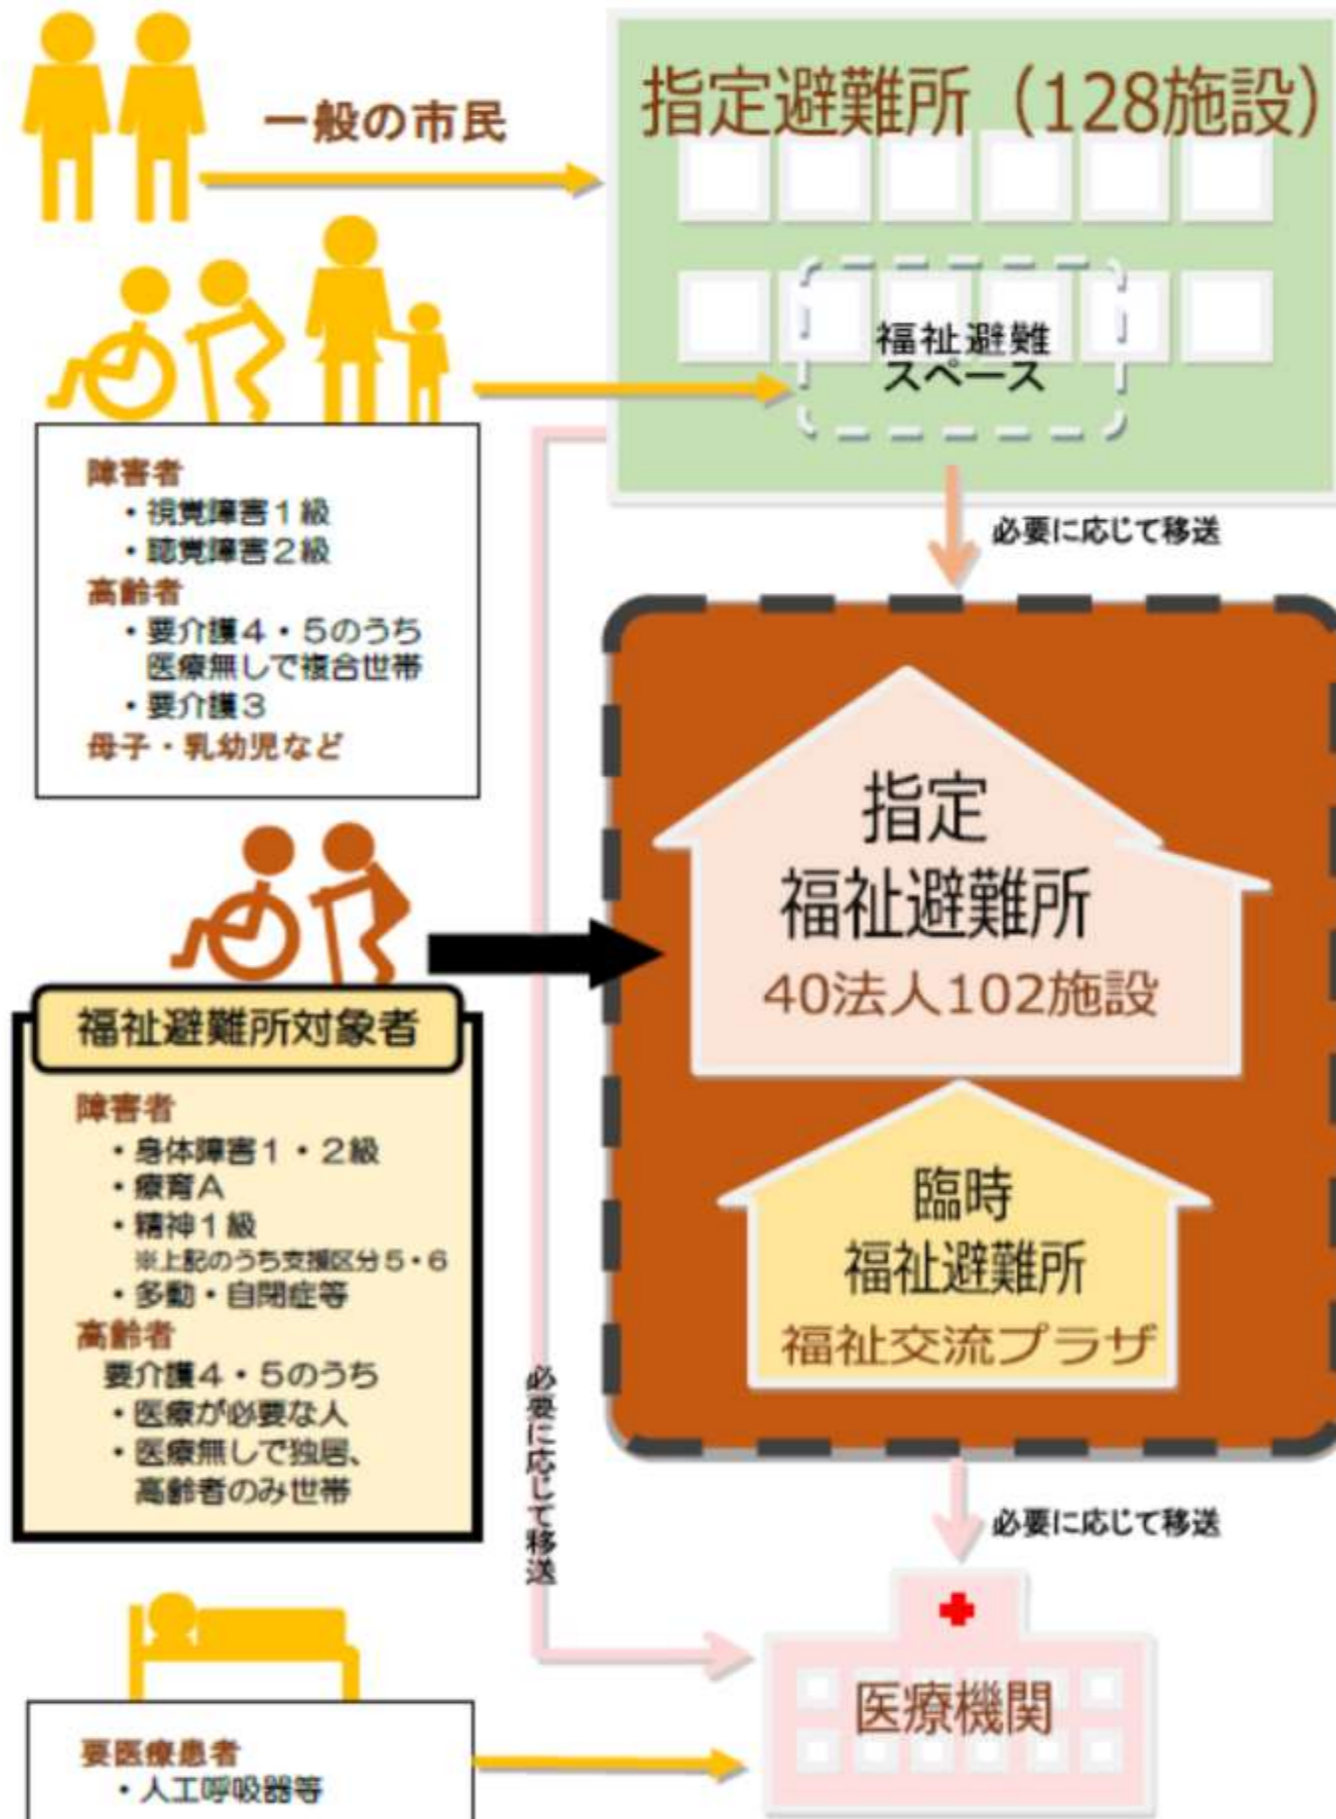 一般の市民
指定避難所（128施設）
福祉避難
スペース
障害者
・視覚障害１級
・聴覚障害２級
高齢者
・要介護４・５のうち
医療無しで複合世帯
・要介護３
母子・乳幼児など
必要に応じて移送
指定
福祉避難所
40法人102施設
福祉避難所対象者
障害者
・身体障害１・２級
・療育Ａ
・精神１級
※上記のうち支援区分５・６
・多動・自閉症等
高齢者
要介護４・５のうち
・医療が必要な人
・医療無しで独居、
高齢者のみ世帯
臨時
福祉避難所
福祉交流プラザ
必要に応じて移送
必要に応じて移送
医療機関
要医療患者
・人工呼吸器等